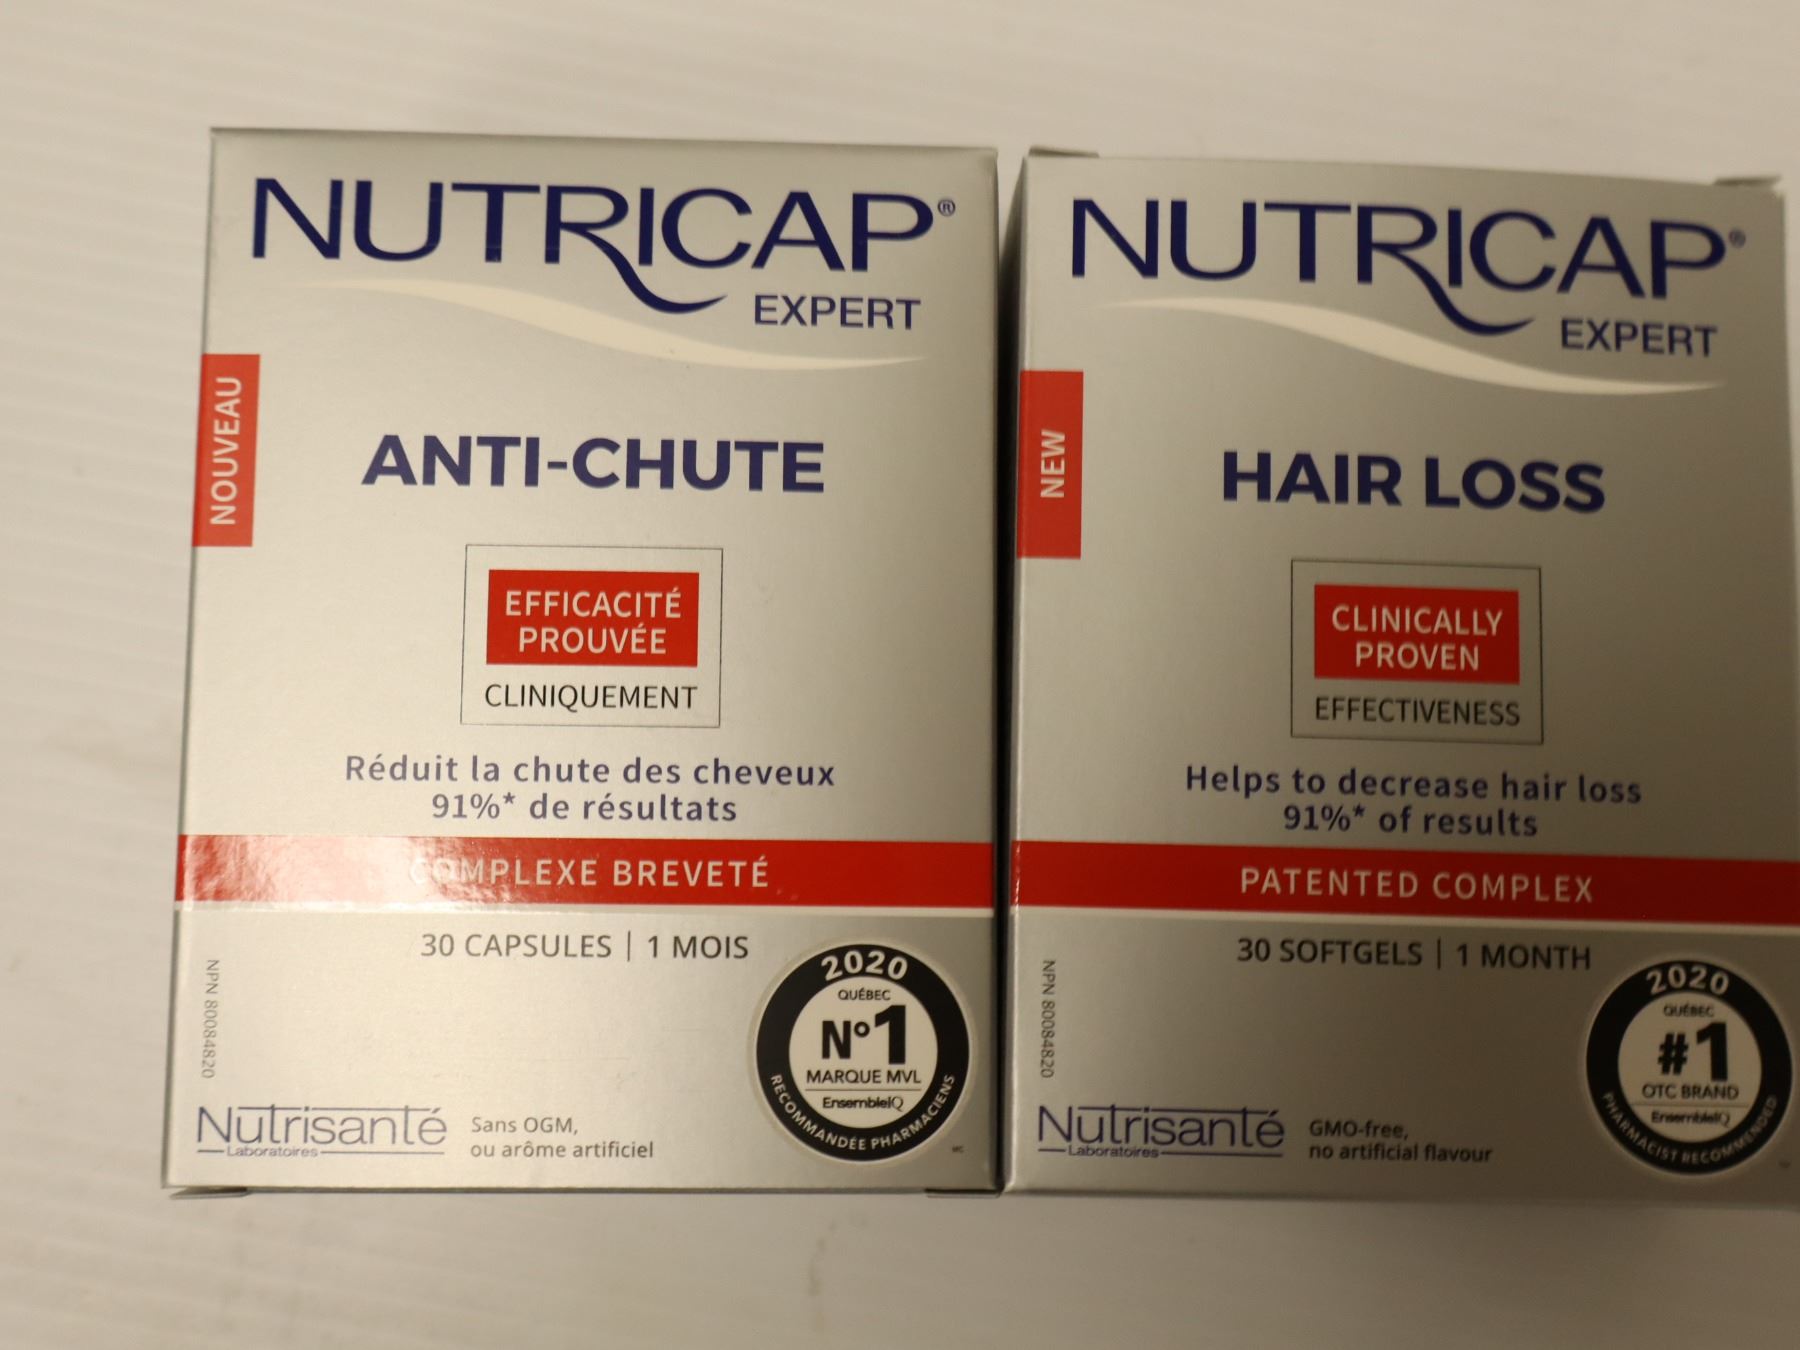 NUTRICAP®
EXPERT
NOUVEAU
ANTI-CHUTE
EFFICACITÉ
PROUVÉE
CLINIQUEMENT
Réduit la chute des cheveux
91%* de résultats
COMPLEXE BREVETÉ
30 CAPSULES | 1 MOIS
NPN 80084820
2020
QUÉBEC
Nº1
MARQUE MVL
EnsembleIQ
RECOMMANDÉE PHARMACIENS
Nutrisanté
Laboratoires
Sans OGM,
ou arôme artificiel
NUTRICAP®
EXPERT
NEW
HAIR LOSS
CLINICALLY
PROVEN
EFFECTIVENESS
Helps to decrease hair loss
91%* of results
PATENTED COMPLEX
30 SOFTGELS | 1 MONTH
NPN 80084820
2020
QUÉBEC
#1
OTC BRAND
EnsembleIQ
PHARMACIST RECOMMENDED
Nutrisanté
Laboratoires
GMO-free,
no artificial flavour